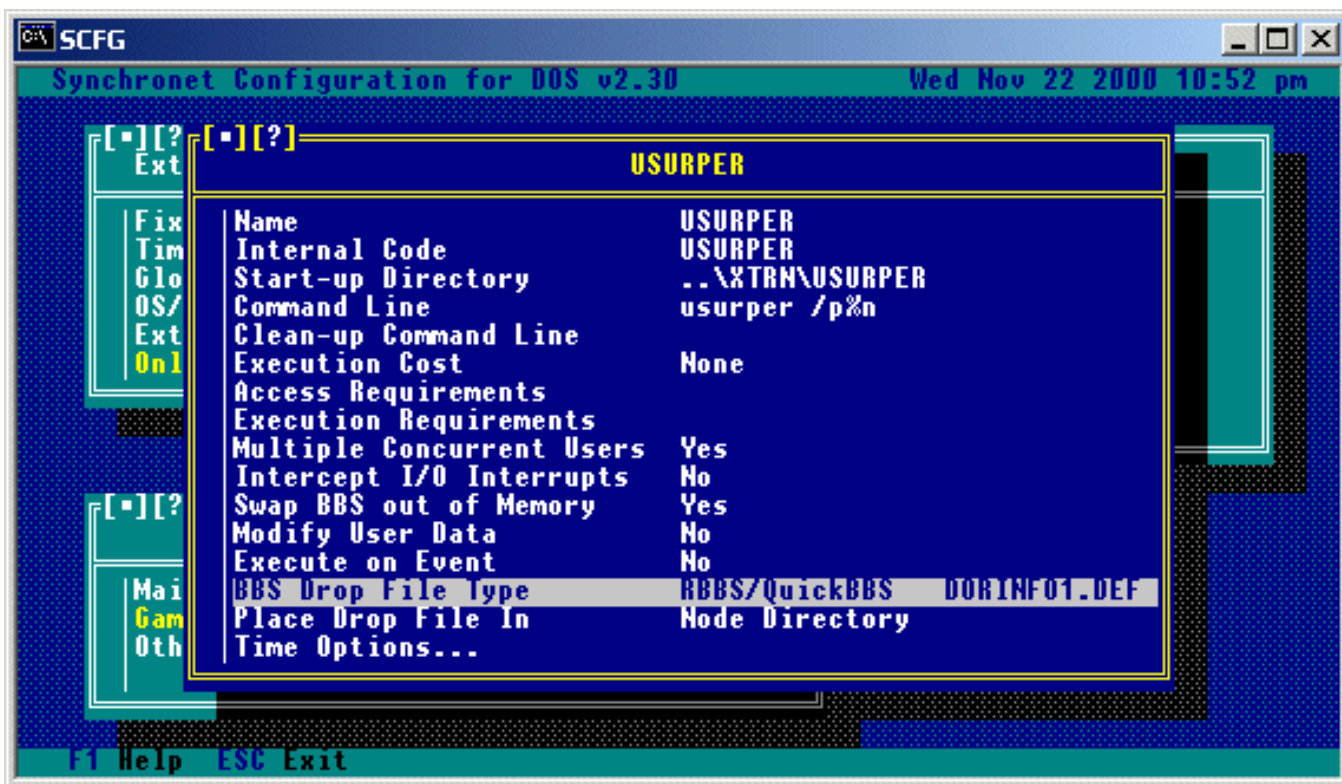 SCFG
Synchronet Configuration for DOS v2.30 Wed Nov 22 2000 10:52 pm
[▪][? [▪][?]
Ext USURPER
Fix Name USURPER
Tim Internal Code USURPER
Glo Start-up Directory ..\XTRN\USURPER
OS/ Command Line usurper /p%n
Ext Clean-up Command Line
Onl Execution Cost None
Access Requirements
Execution Requirements
Multiple Concurrent Users Yes
Intercept I/O Interrupts No
[▪][? Swap BBS out of Memory Yes
Modify User Data No
Execute on Event No
Mai BBS Drop File Type RBBS/QuickBBS DORINFO1.DEF
Gam Place Drop File In Node Directory
Oth Time Options...
F1 Help ESC Exit